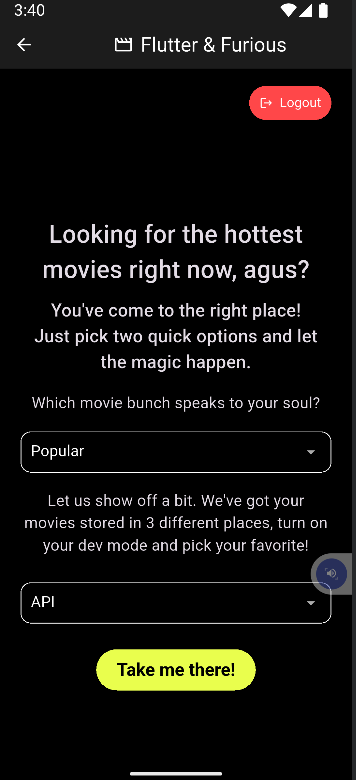 3:40
Flutter & Furious
Logout
Looking for the hottest
movies right now, agus?
You've come to the right place!
Just pick two quick options and let
the magic happen.
Which movie bunch speaks to your soul?
Popular
Let us show off a bit. We've got your
movies stored in 3 different places, turn on
your dev mode and pick your favorite!
API
Take me there!